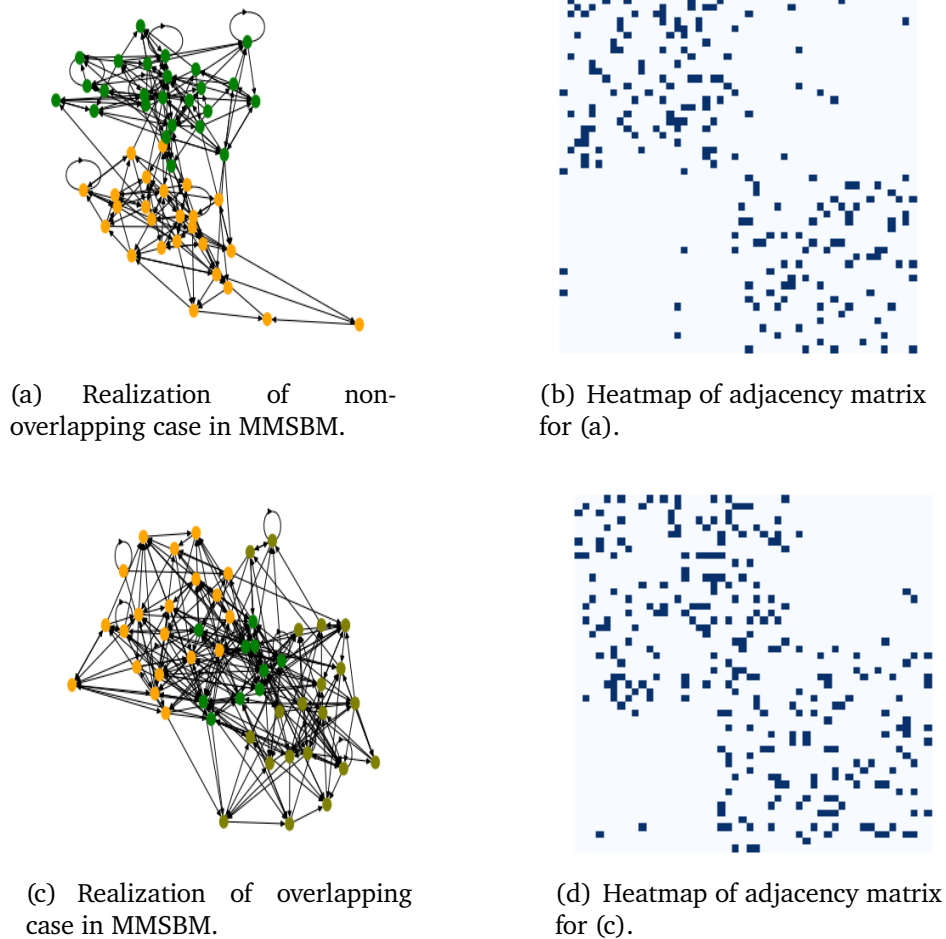 (a) Realization of non-
overlapping case in MMSBM.
(b) Heatmap of adjacency matrix
for (a).
(c) Realization of overlapping
case in MMSBM.
(d) Heatmap of adjacency matrix
for (c).